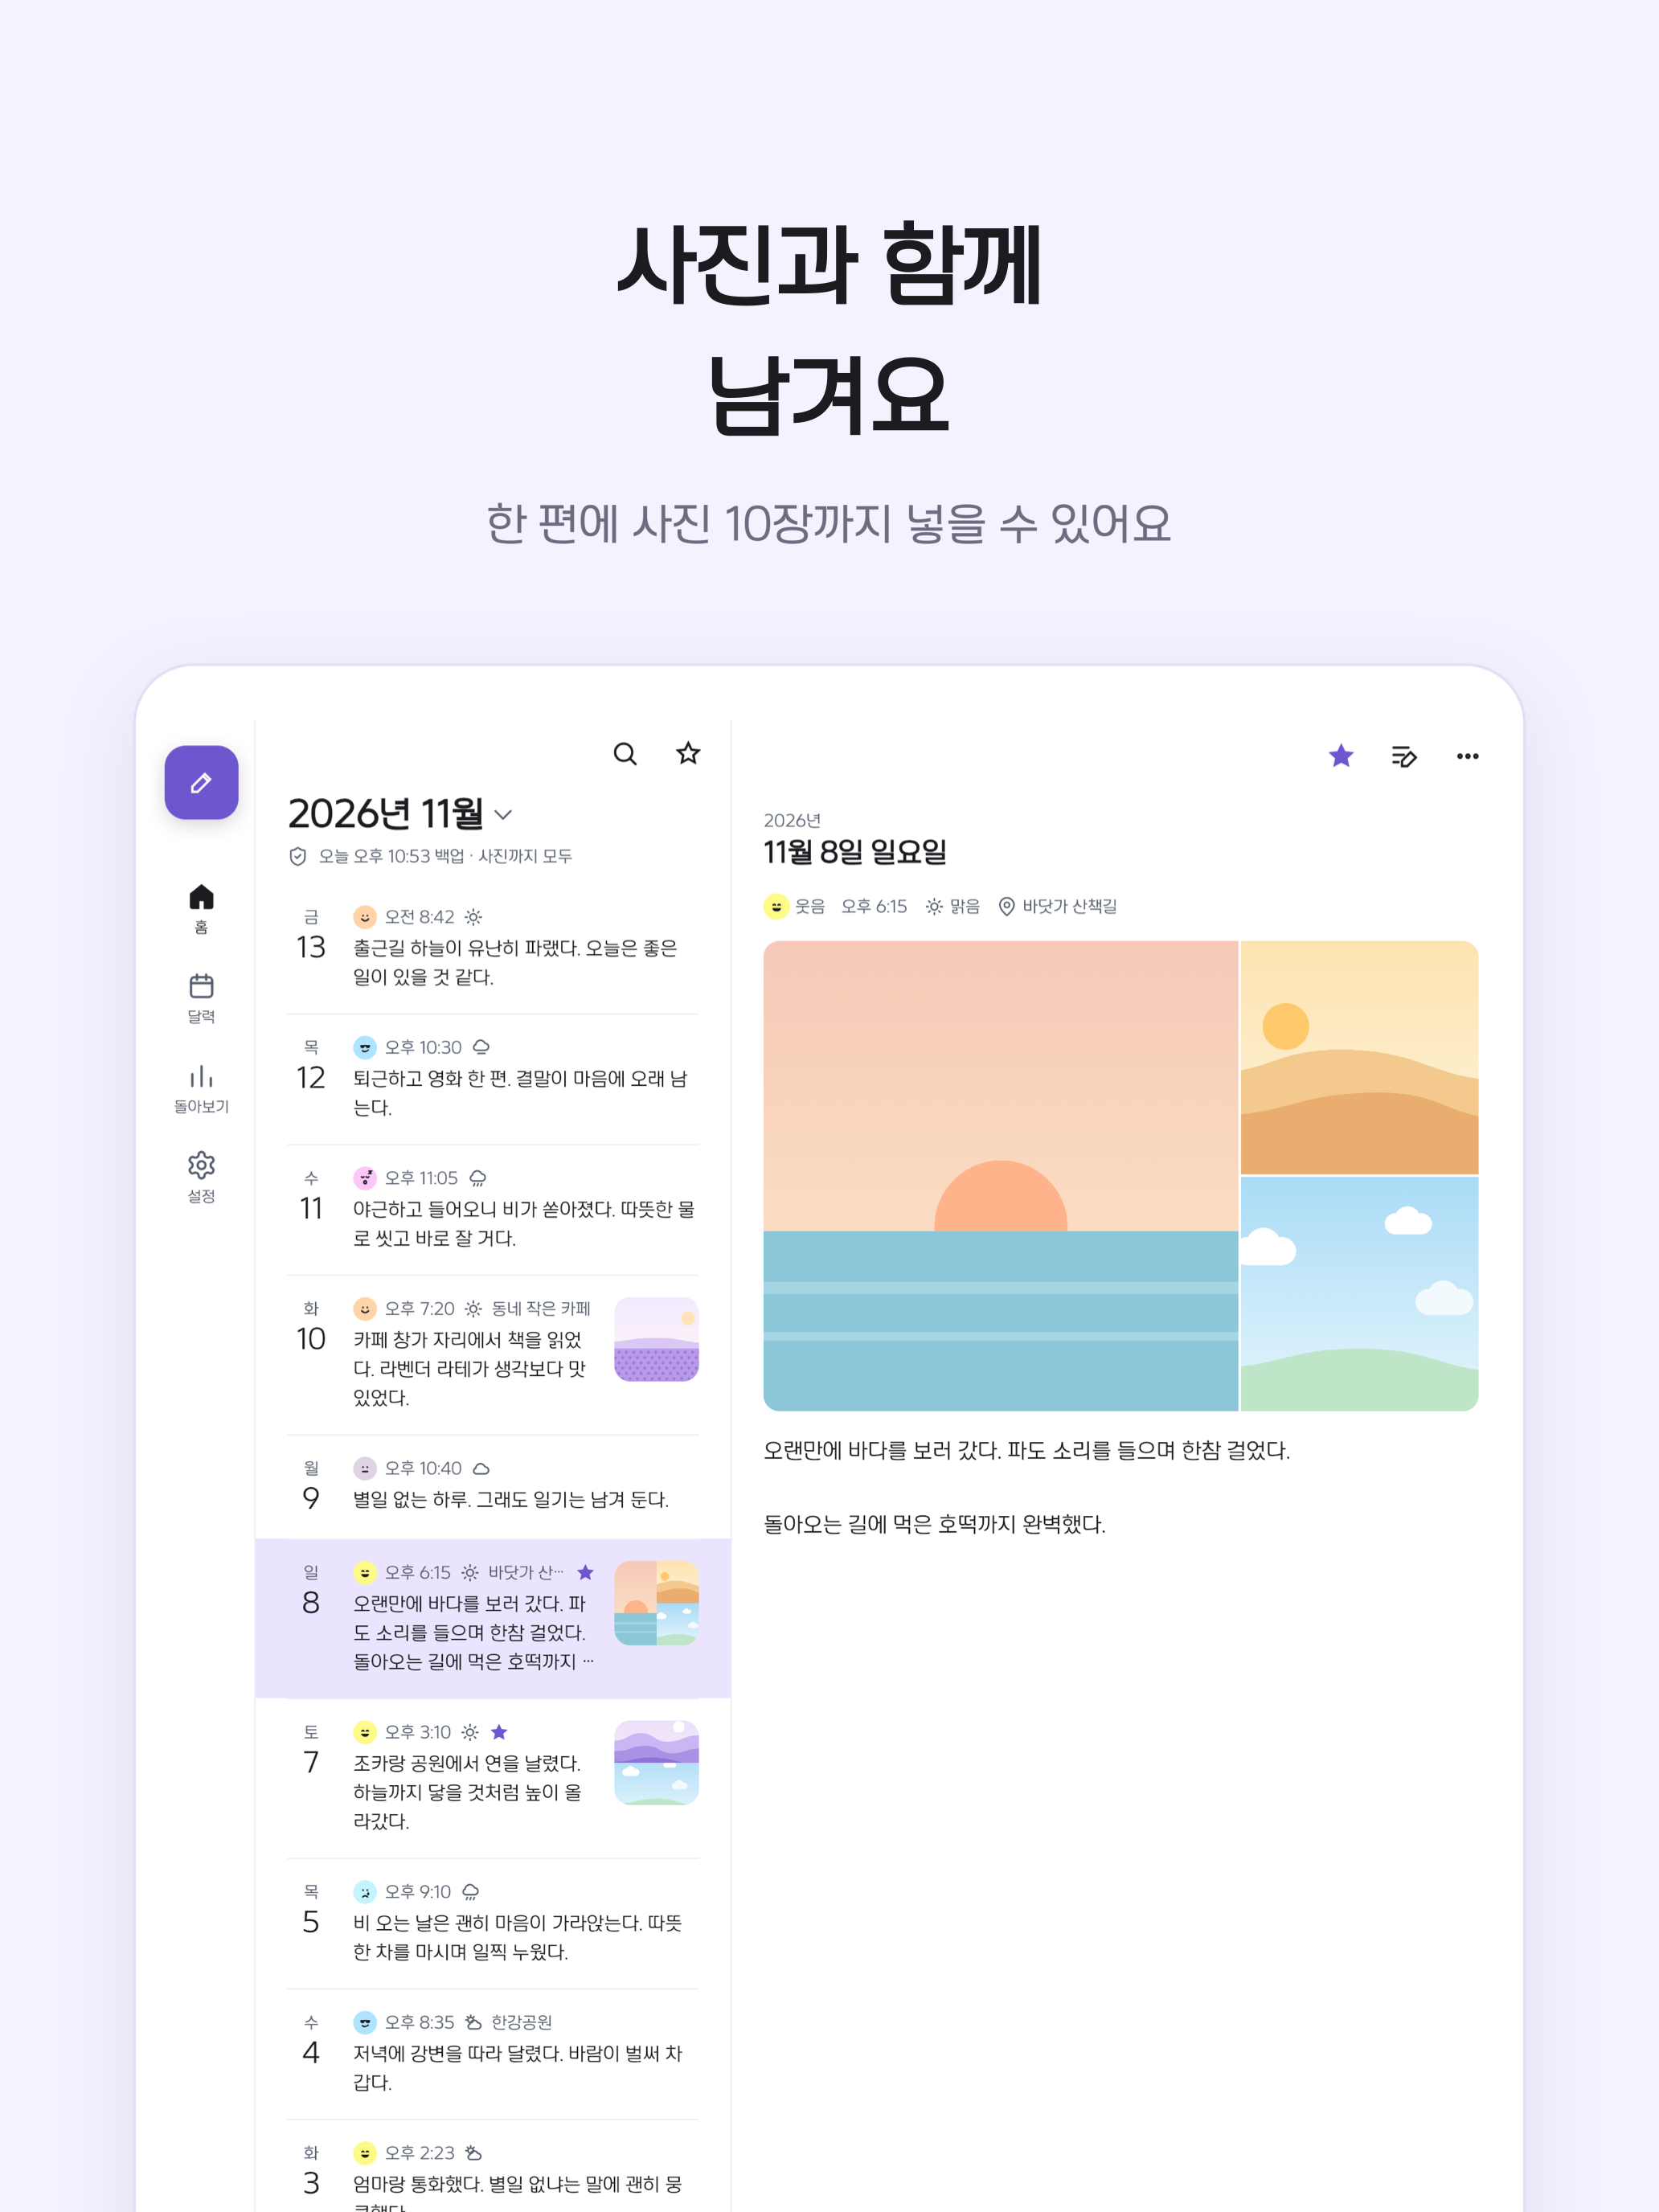 사진과 함께
남겨요
한 편에 사진 10장까지 넣을 수 있어요
홈
달력
돌아보기
설정
2026년 11월
오늘 오후 10:53 백업 · 사진까지 모두
금
13
오전 8:42
출근길 하늘이 유난히 파랬다. 오늘은 좋은
일이 있을 것 같다.
목
12
오후 10:30
퇴근하고 영화 한 편. 결말이 마음에 오래 남
는다.
수
11
오후 11:05
야근하고 들어오니 비가 쏟아졌다. 따뜻한 물
로 씻고 바로 잘 거다.
화
10
오후 7:20 동네 작은 카페
카페 창가 자리에서 책을 읽었
다. 라벤더 라테가 생각보다 맛
있었다.
월
9
오후 10:40
별일 없는 하루. 그래도 일기는 남겨 둔다.
일
8
오후 6:15 바닷가 산…
오랜만에 바다를 보러 갔다. 파
도 소리를 들으며 한참 걸었다.
돌아오는 길에 먹은 호떡까지 …
토
7
오후 3:10
조카랑 공원에서 연을 날렸다.
하늘까지 닿을 것처럼 높이 올
라갔다.
목
5
오후 9:10
비 오는 날은 괜히 마음이 가라앉는다. 따뜻
한 차를 마시며 일찍 누웠다.
수
4
오후 8:35 한강공원
저녁에 강변을 따라 달렸다. 바람이 벌써 차
갑다.
화
3
오후 2:23
엄마랑 통화했다. 별일 없냐는 말에 괜히 뭉
2026년
11월 8일 일요일
웃음 오후 6:15 맑음 바닷가 산책길
오랜만에 바다를 보러 갔다. 파도 소리를 들으며 한참 걸었다.
돌아오는 길에 먹은 호떡까지 완벽했다.